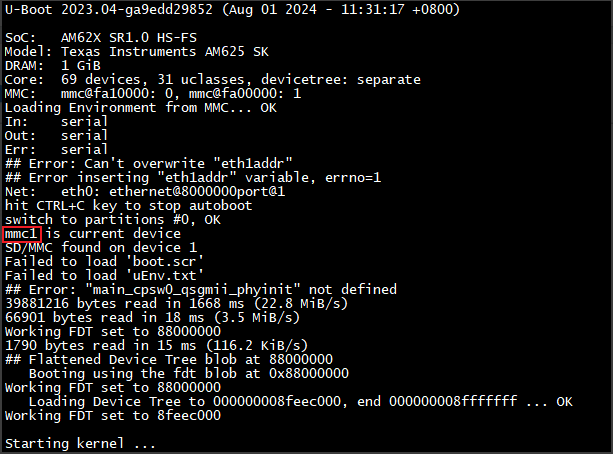 U-Boot 2023.04-ga9edd29852 (Aug 01 2024 - 11:31:17 +0800)
SoC:   AM62X SR1.0 HS-FS
Model: Texas Instruments AM625 SK
DRAM:  1 GiB
Core:  69 devices, 31 uclasses, devicetree: separate
MMC:   mmc@fa10000: 0, mmc@fa00000: 1
Loading Environment from MMC... OK
In:    serial
Out:   serial
Err:   serial
## Error: Can't overwrite "eth1addr"
## Error inserting "eth1addr" variable, errno=1
Net:   eth0: ethernet@8000000port@1
hit CTRL+C key to stop autoboot
switch to partitions #0, OK
mmc1 is current device
SD/MMC found on device 1
Failed to load 'boot.scr'
Failed to load 'uEnv.txt'
## Error: "main_cpsw0_qsgmii_phyinit" not defined
39881216 bytes read in 1668 ms (22.8 MiB/s)
66901 bytes read in 18 ms (3.5 MiB/s)
Working FDT set to 88000000
1790 bytes read in 15 ms (116.2 KiB/s)
## Flattened Device Tree blob at 88000000
   Booting using the fdt blob at 0x88000000
Working FDT set to 88000000
   Loading Device Tree to 000000008feec000, end 000000008fffffff ... OK
Working FDT set to 8feec000
Starting kernel ...